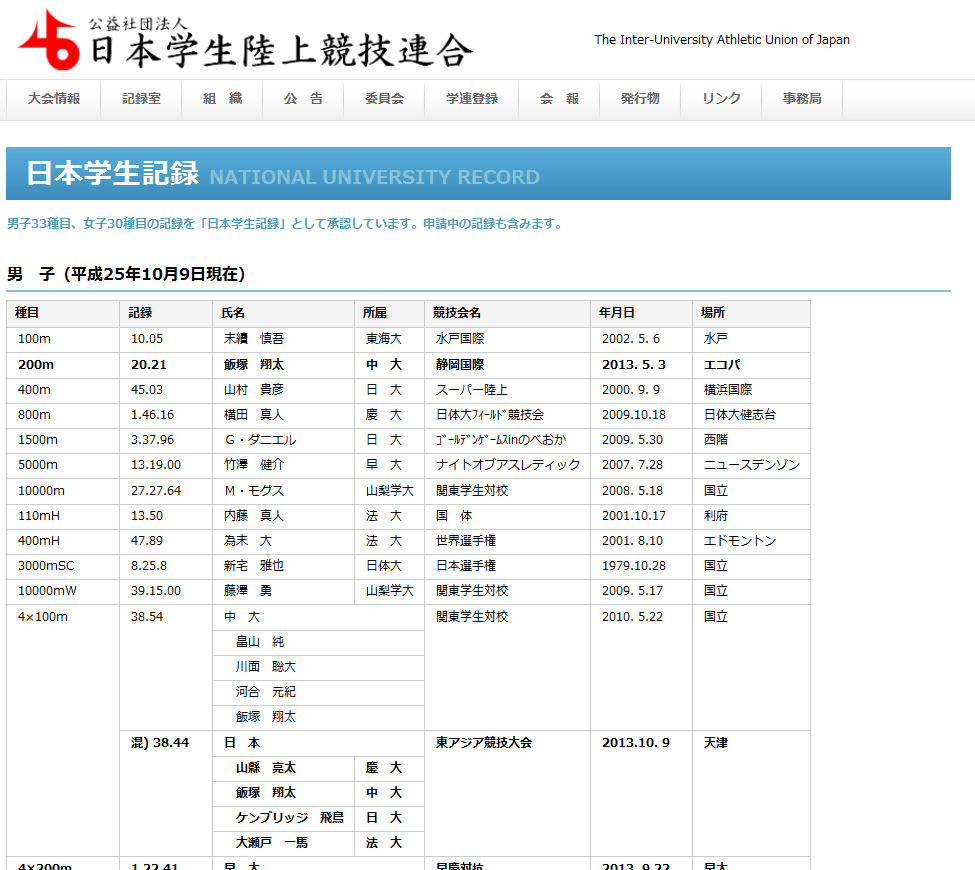 公益社団法人
日本学生陸上競技連合
The Inter-University Athletic Union of Japan
大会情報 記録室 組　織 公　告 委員会 学連登録 会　報 発行物 リンク 事務局
日本学生記録 NATIONAL UNIVERSITY RECORD
男子33種目、女子30種目の記録を「日本学生記録」として承認しています。申請中の記録も含みます。
男　子（平成25年10月9日現在）
種目 記録 氏名 所属 競技会名 年月日 場所
100m 10.05 末續　慎吾 東海大 水戸国際 2002. 5. 6 水戸
200m 20.21 飯塚　翔太 中　大 静岡国際 2013. 5. 3 エコパ
400m 45.03 山村　貴彦 日　大 スーパー陸上 2000. 9. 9 横浜国際
800m 1.46.16 横田　真人 慶　大 日体大ﾌｨｰﾙﾄﾞ競技会 2009.10.18 日体大健志台
1500m 3.37.96 G・ダニエル 日　大 ｺﾞｰﾙﾃﾞﾝｹﾞｰﾑｽinのべおか 2009. 5.30 西階
5000m 13.19.00 竹澤　健介 早　大 ナイトオブアスレティック 2007. 7.28 ニュースデンゾン
10000m 27.27.64 M・モグス 山梨学大 関東学生対校 2008. 5.18 国立
110mH 13.50 内藤　真人 法　大 国　体 2001.10.17 利府
400mH 47.89 為末　大 法　大 世界選手権 2001. 8.10 エドモントン
3000mSC 8.25.8 新宅　雅也 日体大 日本選手権 1979.10.28 国立
10000mW 39.15.00 藤澤　勇 山梨学大 関東学生対校 2009. 5.17 国立
4×100m 38.54 中　大 関東学生対校 2010. 5.22 国立
畠山　純
川面　聡大
河合　元紀
飯塚　翔太
混) 38.44 日　本 東アジア競技大会 2013.10. 9 天津
山縣　亮太 慶　大
飯塚　翔太 中　大
ケンブリッジ　飛鳥 日　大
大瀬戸　一馬 法　大
4×200m 1.22.41 早　大 早慶対抗 2013. 9.22 早大